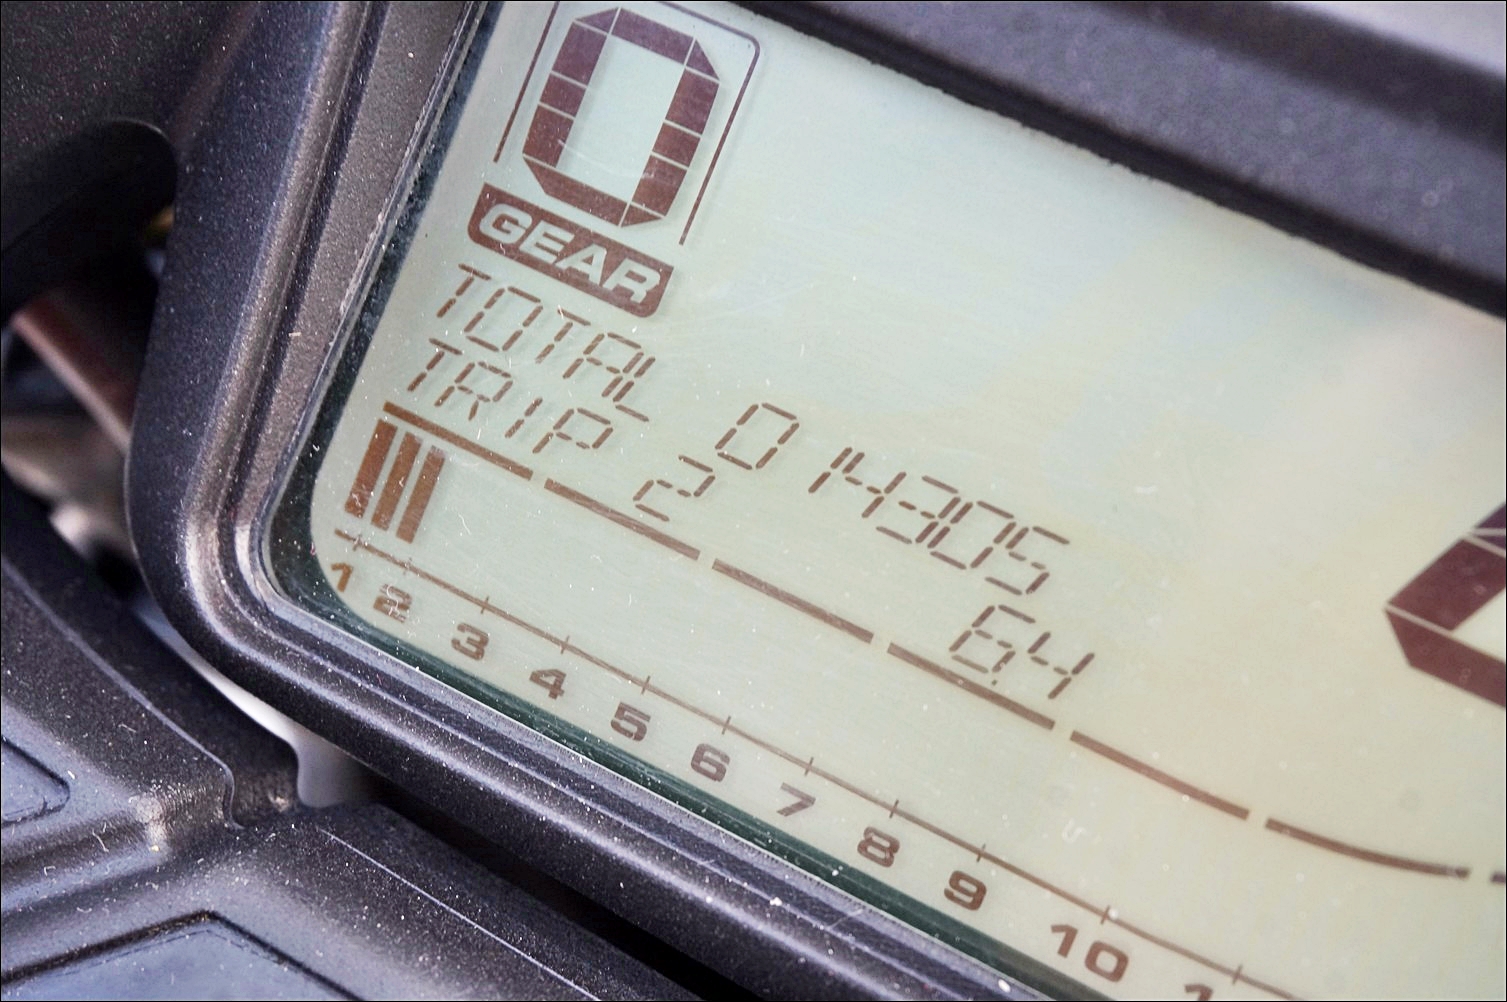 0
GEAR
TOTAL 014305
TRIP 2 6.4
1 2 3 4 5 6 7 8 9 10